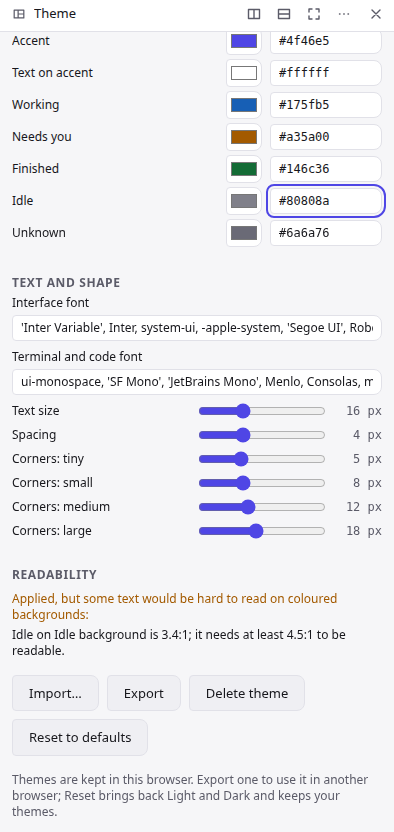 Theme
Accent #4f46e5
Text on accent #ffffff
Working #175fb5
Needs you #a35a00
Finished #146c36
Idle #80808a
Unknown #6a6a76
TEXT AND SHAPE
Interface font
'Inter Variable', Inter, system-ui, -apple-system, 'Segoe UI', Robo
Terminal and code font
ui-monospace, 'SF Mono', 'JetBrains Mono', Menlo, Consolas, m
Text size 16 px
Spacing 4 px
Corners: tiny 5 px
Corners: small 8 px
Corners: medium 12 px
Corners: large 18 px
READABILITY
Applied, but some text would be hard to read on coloured
backgrounds:
Idle on Idle background is 3.4:1; it needs at least 4.5:1 to be
readable.
Import... Export Delete theme
Reset to defaults
Themes are kept in this browser. Export one to use it in another
browser; Reset brings back Light and Dark and keeps your
themes.